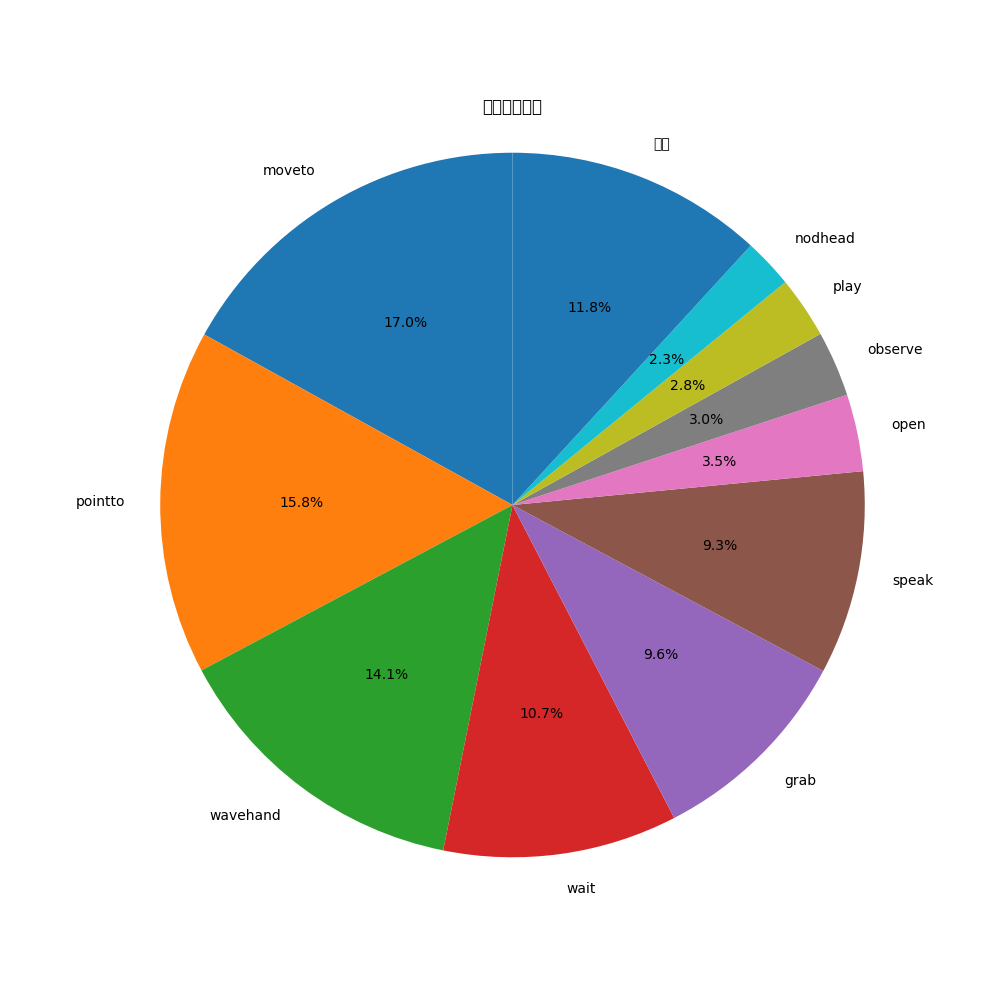 moveto
17.0%
pointto
15.8%
wavehand
14.1%
wait
10.7%
grab
9.6%
speak
9.3%
open
3.5%
observe
3.0%
play
2.8%
nodhead
2.3%
11.8%